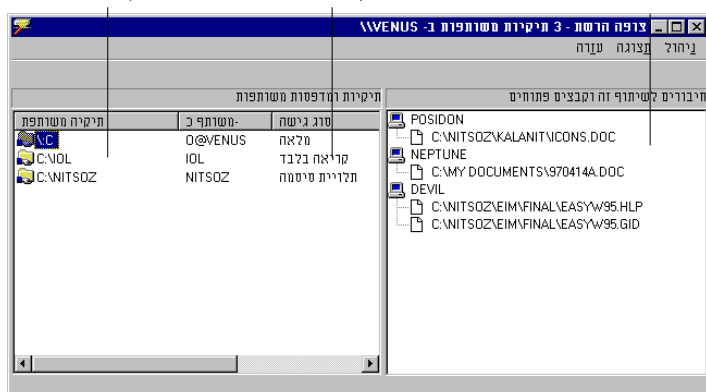 צופה הרשת - 3 תיקיות משותפות ב- VENUS\\
ניהול תצוגה עזרה
חיבורים לשיתוף זה וקבצים פתוחים
POSIDON
C:\NITSOZ\KALANIT\ICONS.DOC
NEPTUNE
C:\MY DOCUMENTS\970414A.DOC
DEVIL
C:\NITSOZ\EIM\FINAL\EASYW95.HLP
C:\NITSOZ\EIM\FINAL\EASYW95.GID
תיקיות ומדפסות משותפות
תיקיה משותפת משותף כ- סוג גישה
\:C O@VENUS מלאה
C:\IOL IOL קריאה בלבד
C:\NITSOZ NITSOZ תלויית סיסמה